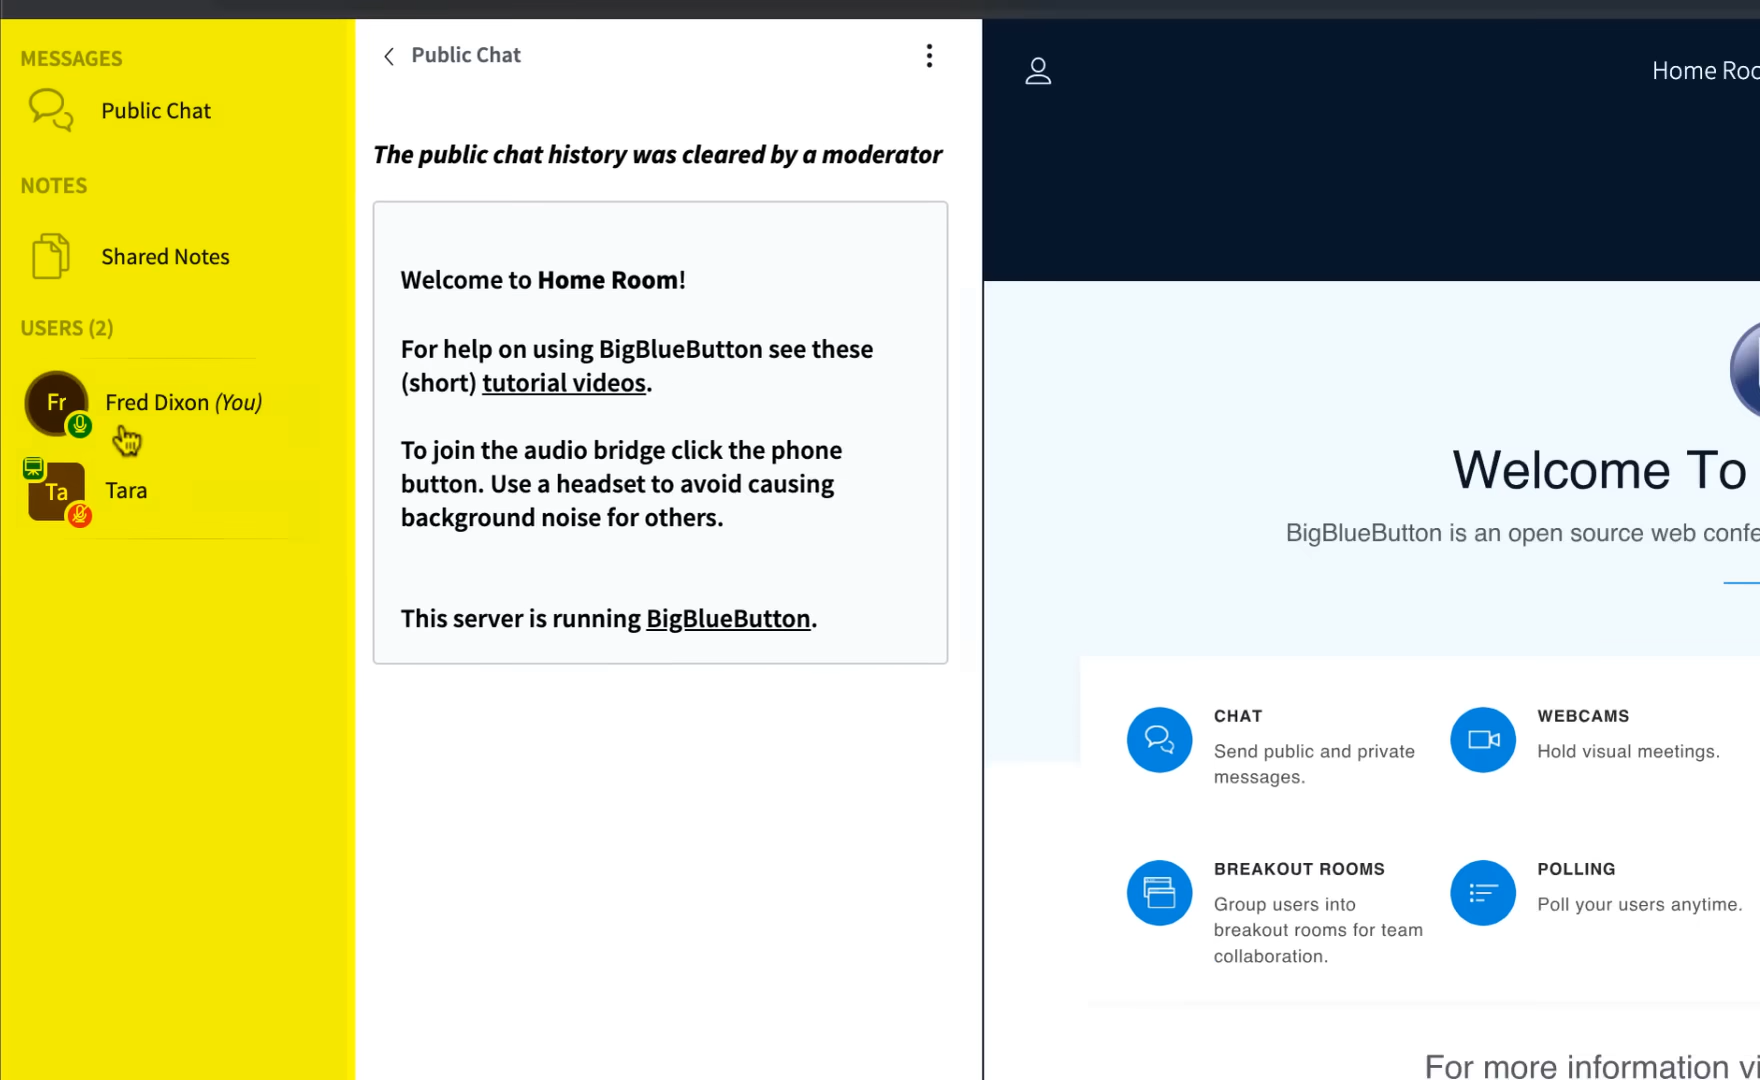 MESSAGES
Public Chat
NOTES
Shared Notes
USERS (2)
Fr
Fred Dixon (You)
Ta
Tara
Public Chat
The public chat history was cleared by a moderator
Welcome to Home Room!
For help on using BigBlueButton see these
(short) tutorial videos.
To join the audio bridge click the phone
button. Use a headset to avoid causing
background noise for others.
This server is running BigBlueButton.
Home
Welcome To
BigBlueButton is an open source web
CHAT
Send public and private
messages.
WEBCAMS
Hold visual meetings.
BREAKOUT ROOMS
Group users into
breakout rooms for team
collaboration.
POLLING
Poll your users anytime.
For more information